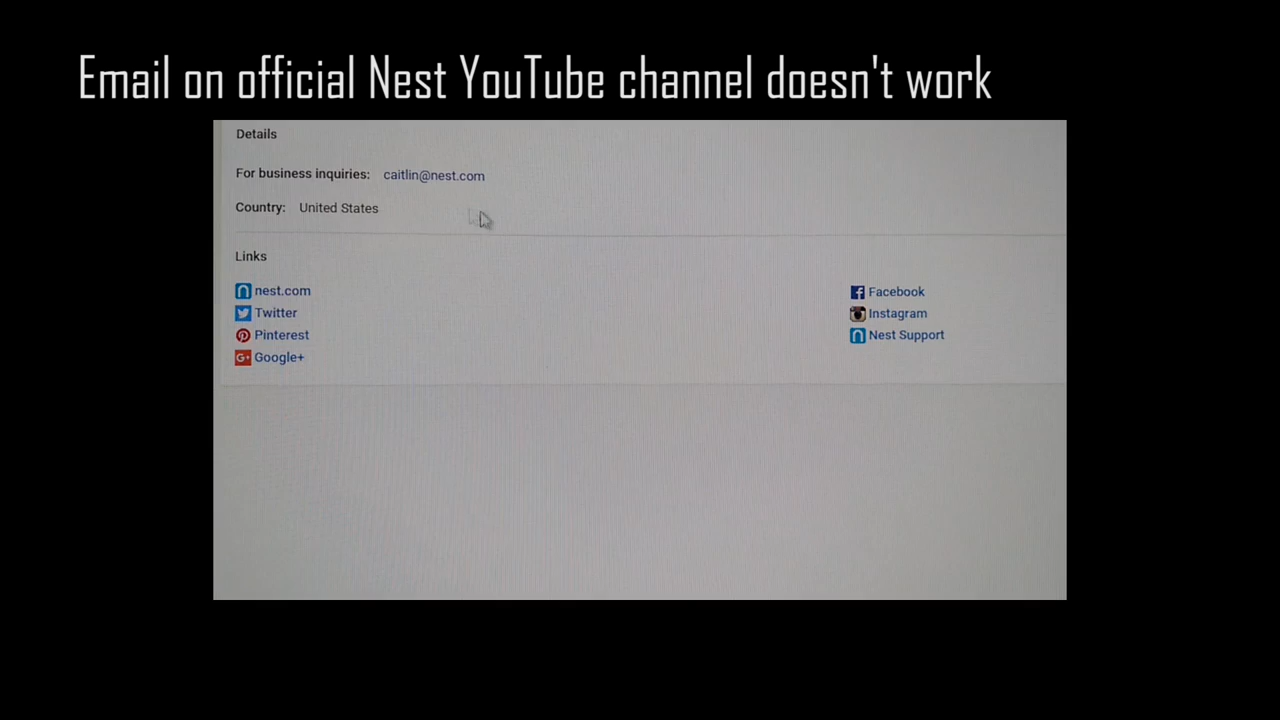 Email on official Nest YouTube channel doesn't work
Details
For business inquiries: caitlin@nest.com
Country: United States
Links
nest.com
Twitter
Pinterest
G+ Google+
Facebook
Instagram
Nest Support